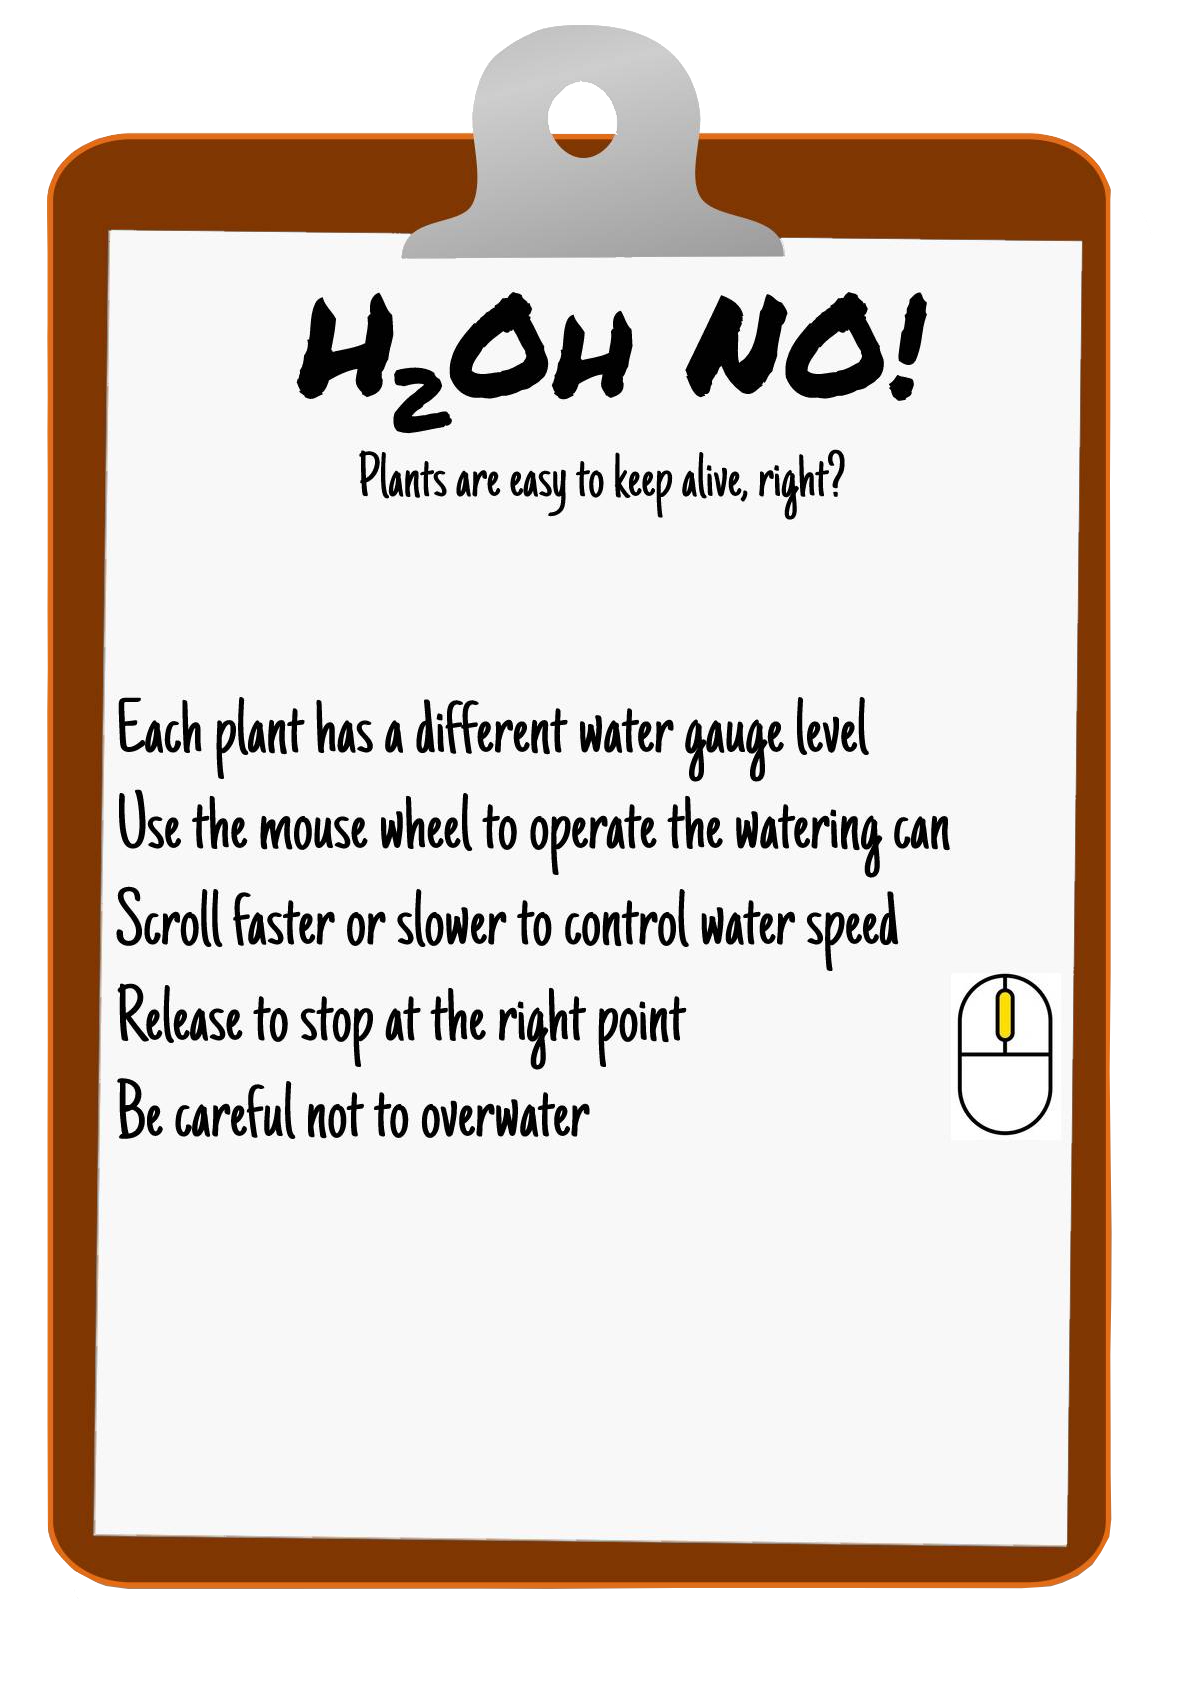 H₂OH NO!
Plants are easy to keep alive, right?
Each plant has a different water gauge level
Use the mouse wheel to operate the watering can
Scroll faster or slower to control water speed
Release to stop at the right point
Be careful not to overwater